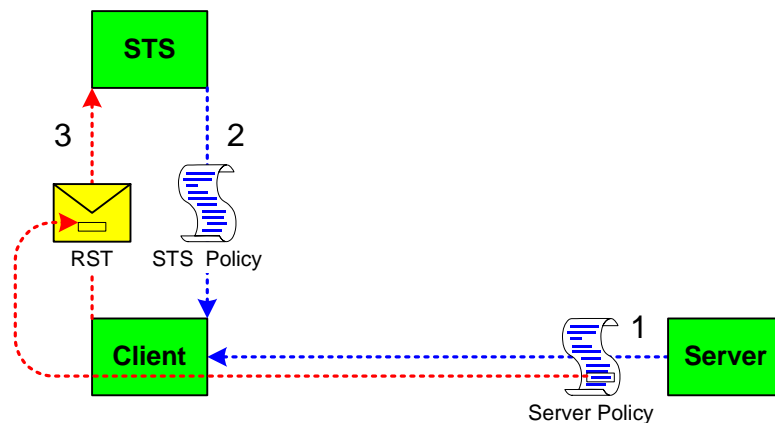 STS
3
2
RST
STS Policy
1
Client
Server
Server Policy